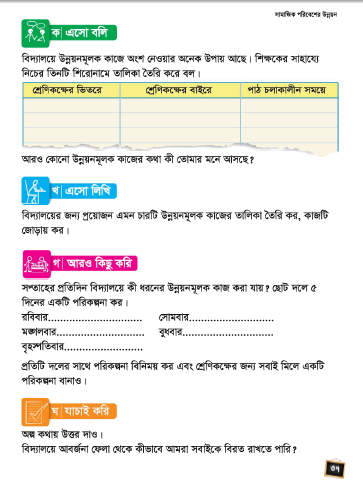 সামাজিক পরিবেশের উন্নয়ন
ক এসো বলি
বিদ্যালয়ে উন্নয়নমূলক কাজে অংশ নেওয়ার অনেক উপায় আছে। শিক্ষকের সাহায্যে
নিচের তিনটি শিরোনামে তালিকা তৈরি করে বল।
শ্রেণিকক্ষের ভিতরে শ্রেণিকক্ষের বাইরে পাঠ চলাকালীন সময়ে
আরও কোনো উন্নয়নমূলক কাজের কথা কী তোমার মনে আসছে?
খ এসো লিখি
বিদ্যালয়ের জন্য প্রয়োজন এমন চারটি উন্নয়নমূলক কাজের তালিকা তৈরি কর, কাজটি
জোড়ায় কর।
গ আরও কিছু করি
সপ্তাহের প্রতিদিন বিদ্যালয়ে কী ধরনের উন্নয়নমূলক কাজ করা যায়? ছোট দলে ৫
দিনের একটি পরিকল্পনা কর।
রবিবার............................... সোমবার............................
মঙ্গলবার............................. বুধবার..............................
বৃহস্পতিবার..........................
প্রতিটি দলের সাথে পরিকল্পনা বিনিময় কর এবং শ্রেণিকক্ষের জন্য সবাই মিলে একটি
পরিকল্পনা বানাও।
ঘ যাচাই করি
অল্প কথায় উত্তর দাও।
বিদ্যালয়ে আবর্জনা ফেলা থেকে কীভাবে আমরা সবাইকে বিরত রাখতে পারি?
৩৭